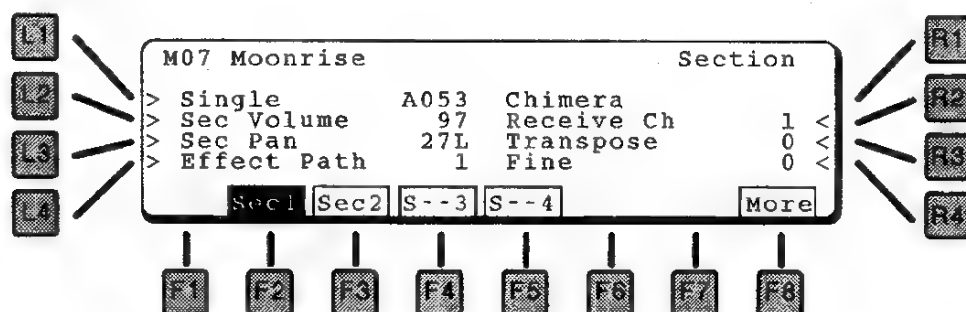 L1
L2
L3
L4
M07 Moonrise Section
> Single A053 Chimera
> Sec Volume 97 Receive Ch 1 <
> Sec Pan 27L Transpose 0 <
> Effect Path 1 Fine 0 <
Sec1 Sec2 S--3 S--4 More
R1
R2
R3
R4
F1 F2 F3 F4 F5 F6 F7 F8